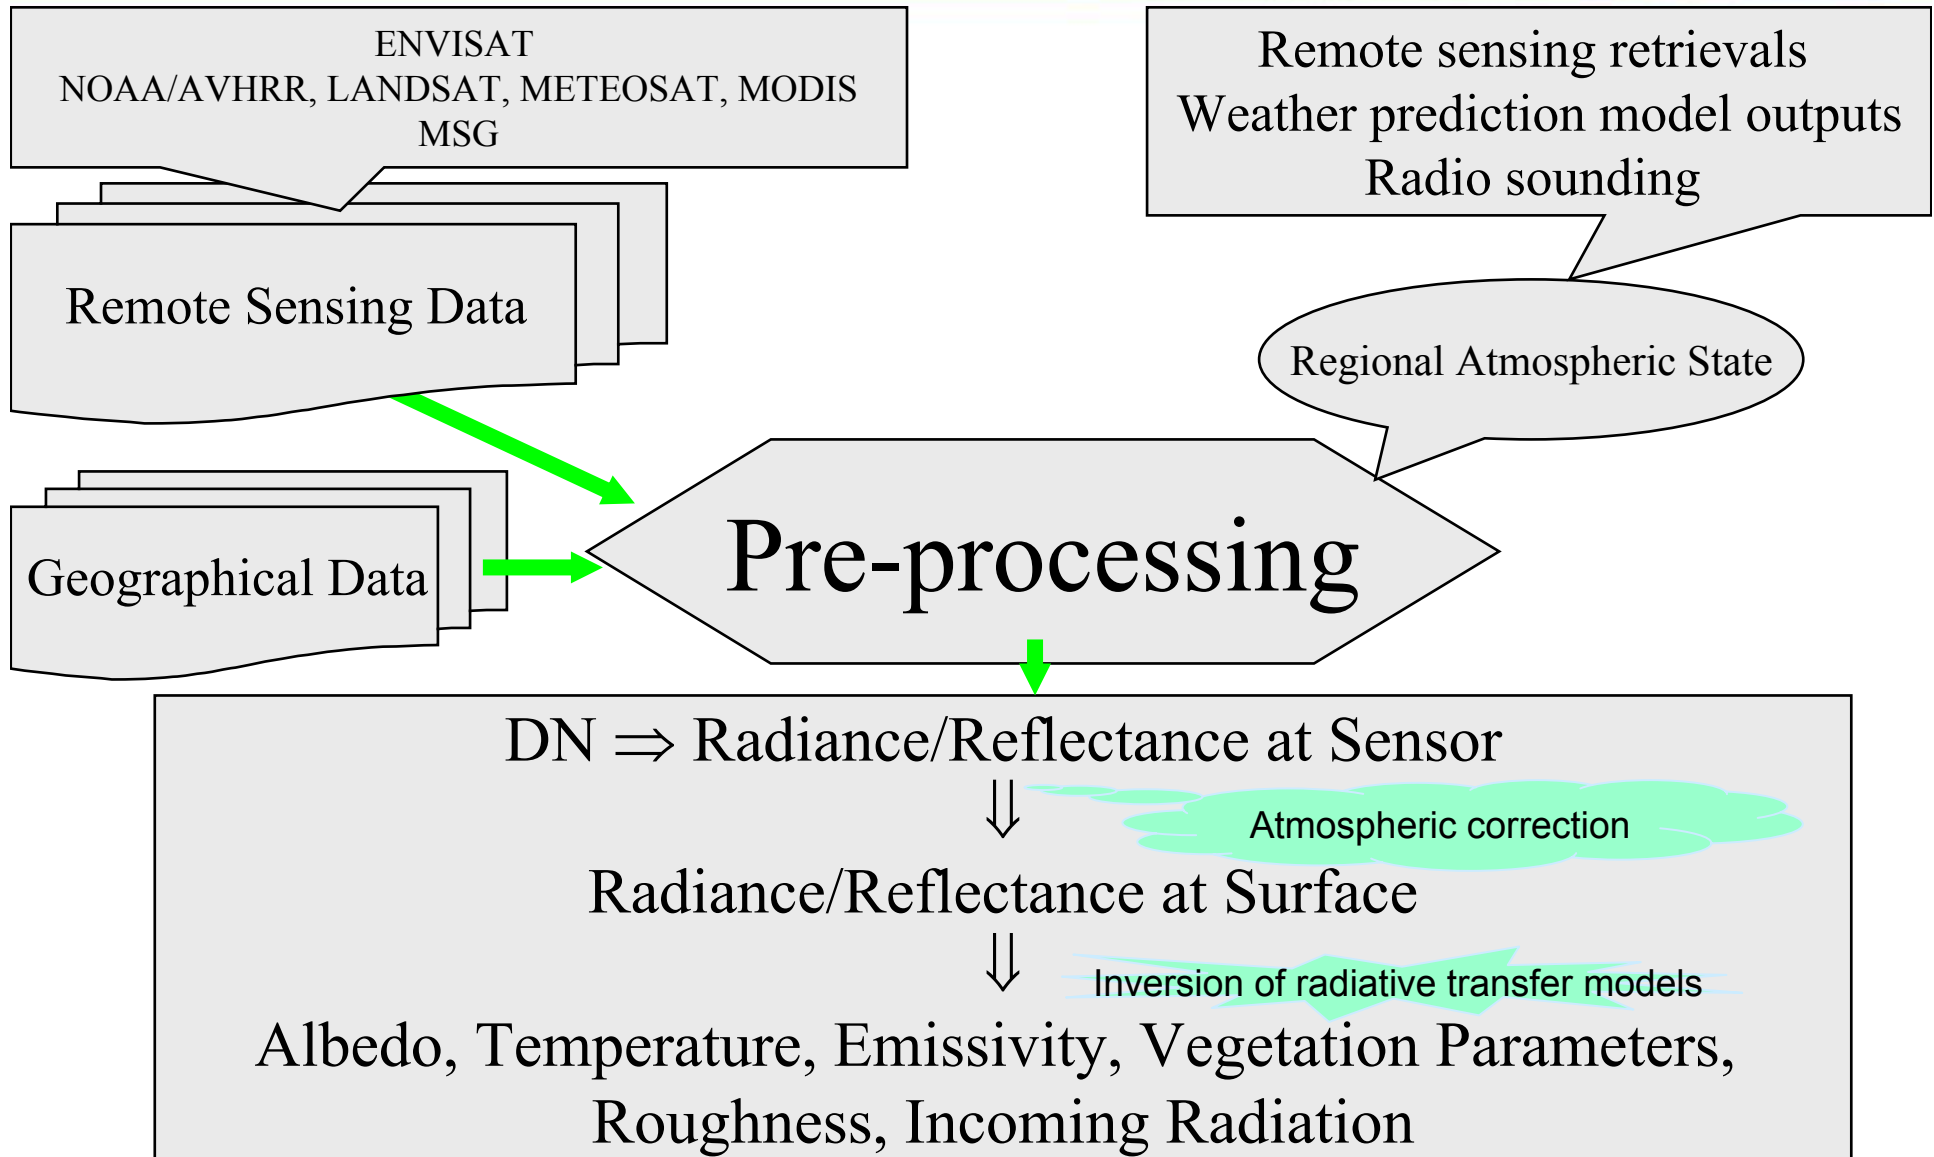 ENVISAT
NOAA/AVHRR, LANDSAT, METEOSAT, MODIS
MSG
Remote sensing retrievals
Weather prediction model outputs
Radio sounding
Remote Sensing Data
Regional Atmospheric State
Geographical Data
Pre-processing
DN ⇒ Radiance/Reflectance at Sensor
⇓
Atmospheric correction
Radiance/Reflectance at Surface
⇓
Inversion of radiative transfer models
Albedo, Temperature, Emissivity, Vegetation Parameters,
Roughness, Incoming Radiation